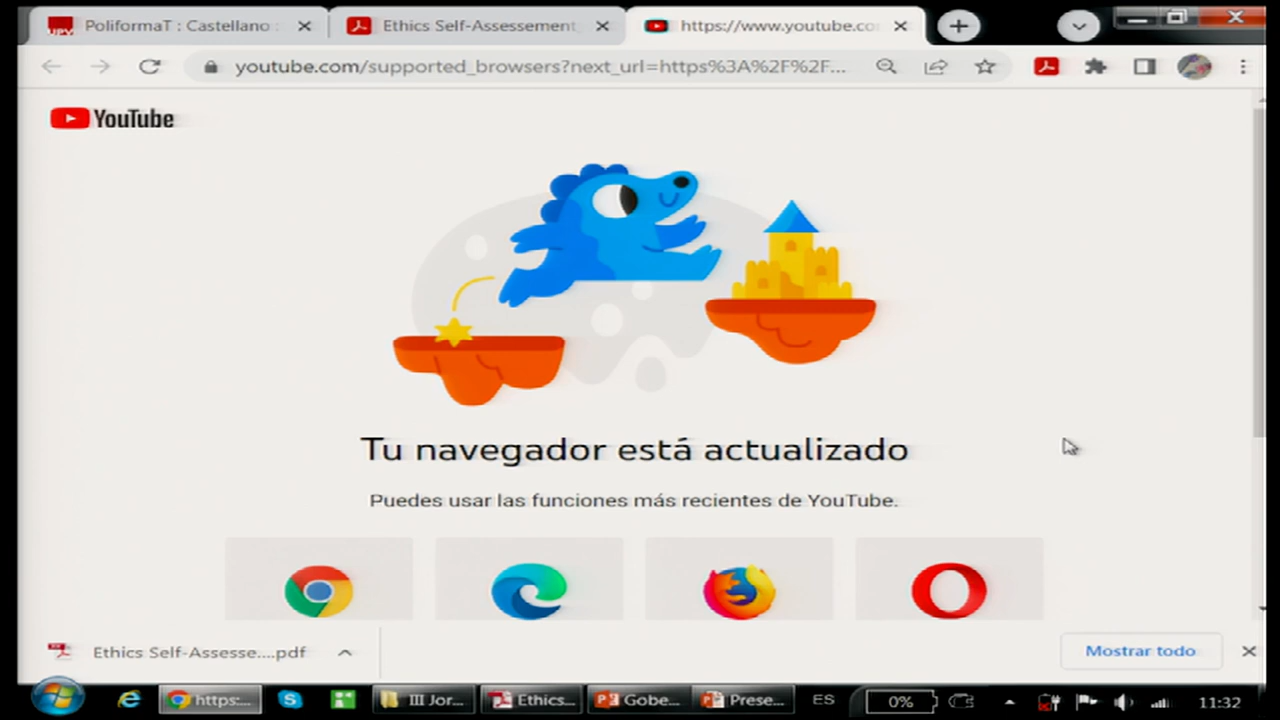 UPV
PoliformaT : Castellano :
Ethics Self-Assessement
https://www.youtube.com
youtube.com/supported_browsers?next_url=https%3A%2F%2F...
YouTube
Tu navegador está actualizado
Puedes usar las funciones más recientes de YouTube.
Ethics Self-Assesse....pdf
Mostrar todo
https:...
III Jor...
Ethics...
Gobe...
Prese...
ES
0%
11:32